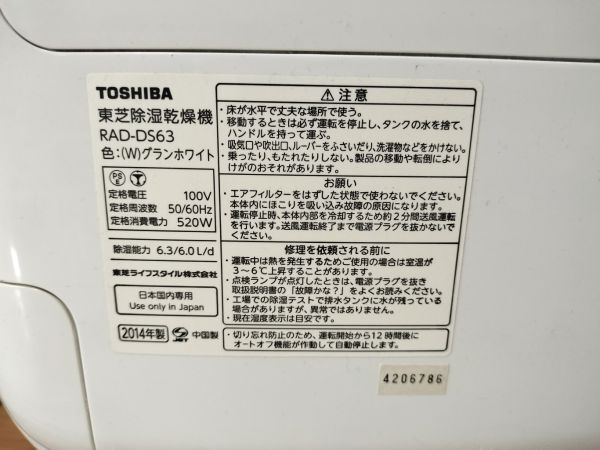 TOSHIBA
東芝除湿乾燥機
RAD-DS63
色:(W)グランホワイト
PS E
定格電圧 100V
定格周波数 50/60Hz
定格消費電力 520W
除湿能力 6.3/6.0 L/d
東芝ライフスタイル株式会社
日本国内専用
Use only in Japan
2014年製 JET 中国製
⚠注意
・床が水平で丈夫な場所で使う。
・移動するときは必ず運転を停止し、タンクの水を捨て、
ハンドルを持って運ぶ。
・吸気口や吹出口、ルーバーをふさいだり、洗濯物などをかけない。
・乗ったり、もたれたりしない。製品の移動や転倒により
けがのおそれがあります。
お願い
・エアフィルターをはずした状態で使わないでください。
本体内にほこりを吸い込み故障の原因になります。
・運転停止時、本体内部を冷却するため約2分間送風運転
を行います。送風運転終了まで電源プラグを抜かないで
ください。
修理を依頼される前に
・運転中は熱を発生するためご使用の場合は室温が
3~6℃上昇することがあります。
・点検ランプが点灯したときは、電源プラグを抜き
取扱説明書の「故障かな?」をよくお読みください。
・工場での除湿テストで排水タンクに水が残っている
場合がありますが、異常ではありません。
・現在湿度表示は目安です。
・切り忘れ防止のため、運転開始から12時間後に
オートオフ機能が作動して自動停止します。
4206786